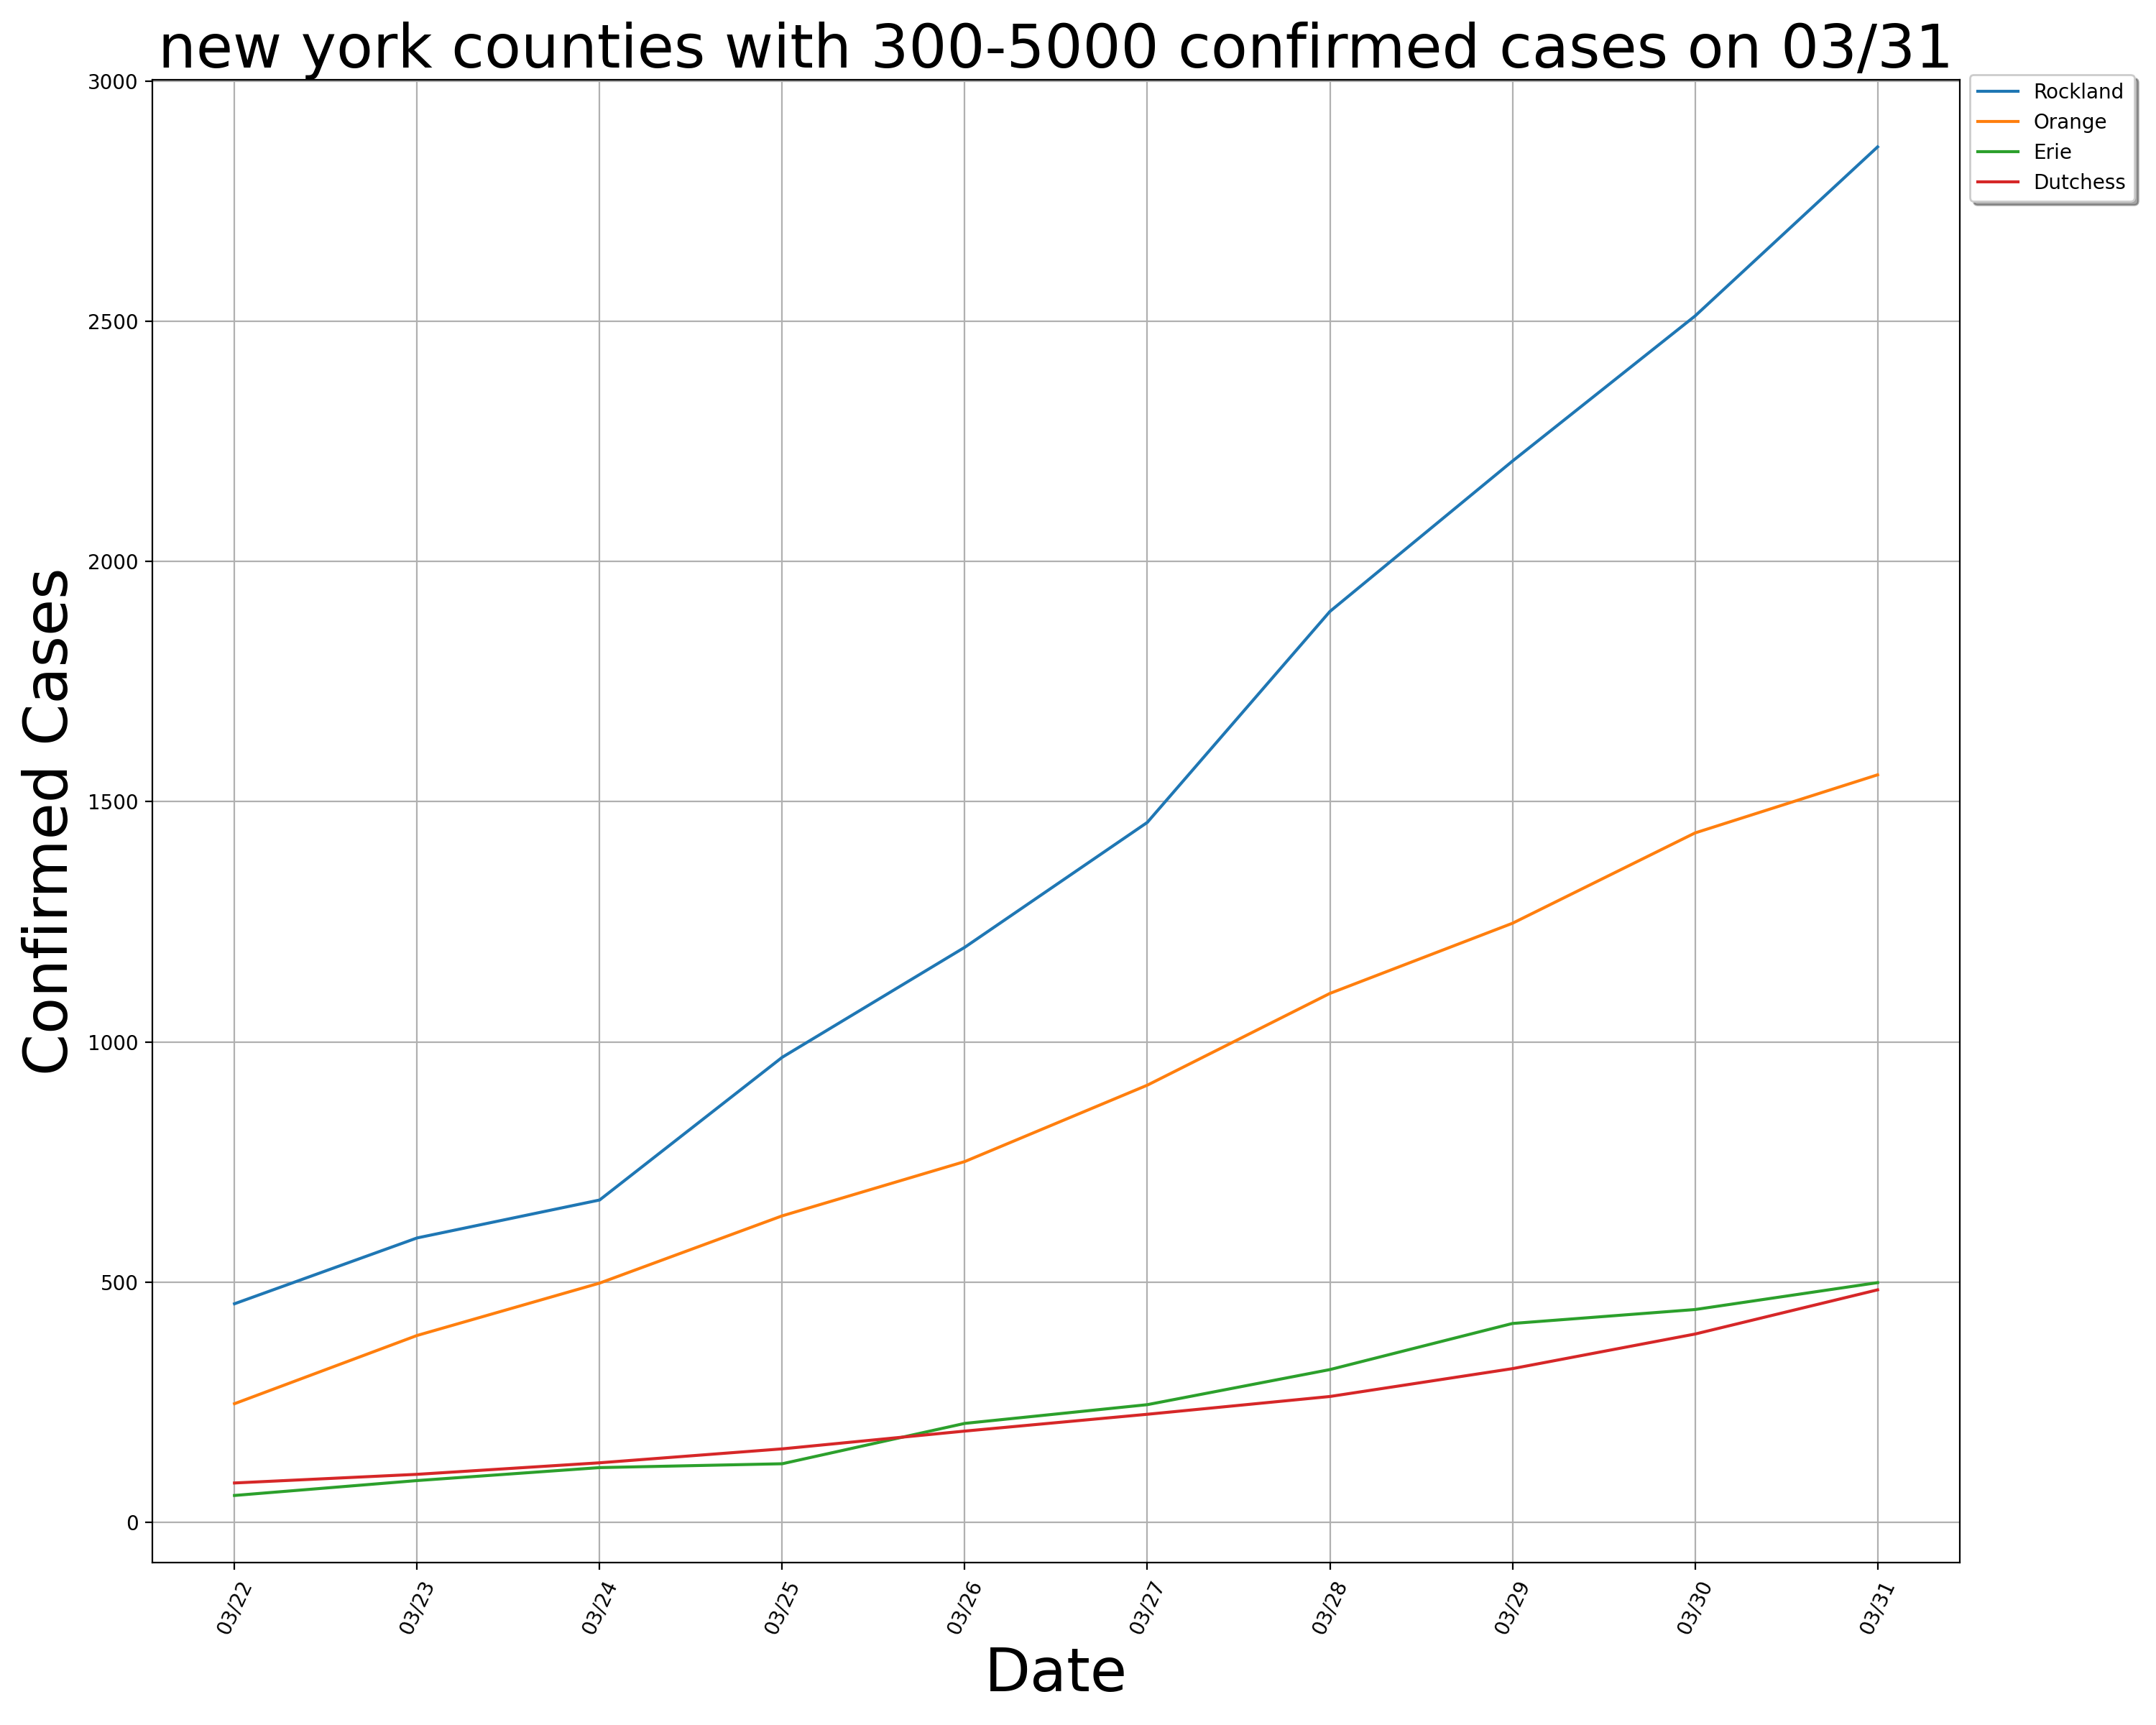 new york counties with 300-5000 confirmed cases on 03/31
Rockland
Orange
Erie
Dutchess
Confirmed Cases
3000
2500
2000
1500
1000
500
0
03/22
03/23
03/24
03/25
03/26
03/27
03/28
03/29
03/30
03/31
Date